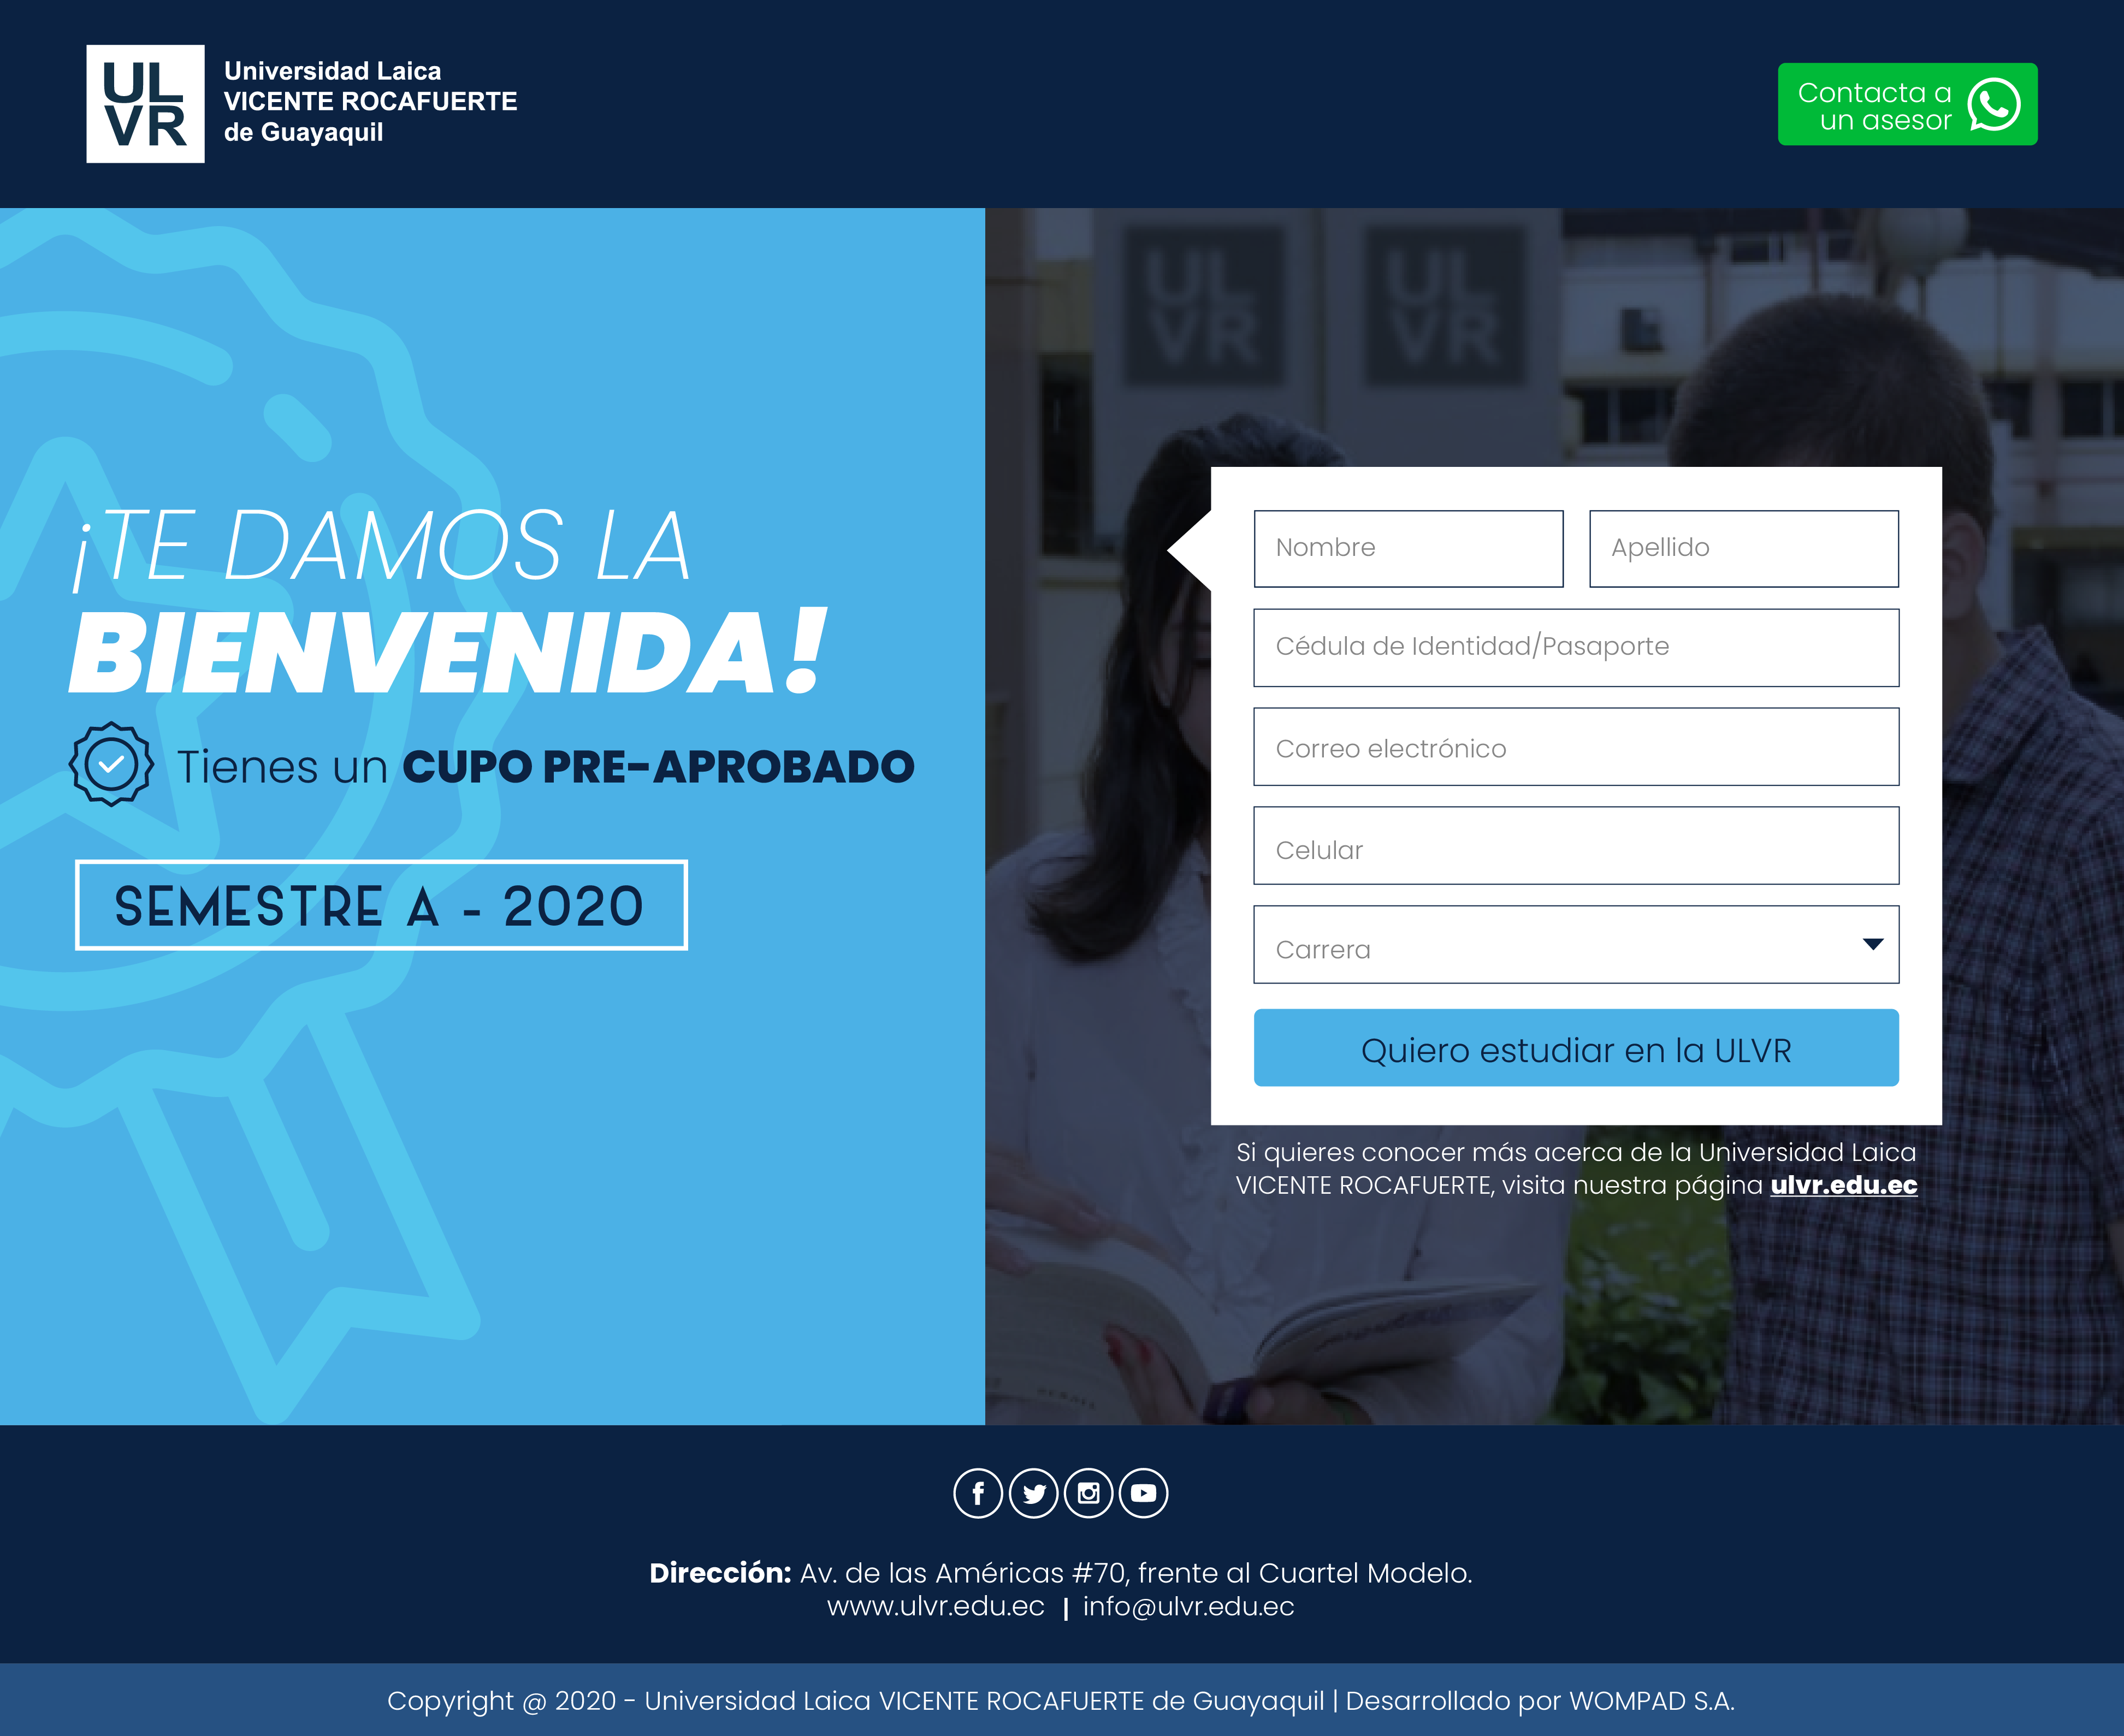 UL
VR
Universidad Laica
VICENTE ROCAFUERTE
de Guayaquil
Contacta a
un asesor
UL
VR
UL
VR
¡TE DAMOS LA
BIENVENIDA!
Tienes un CUPO PRE-APROBADO
SEMESTRE A - 2020
Nombre
Apellido
Cédula de Identidad/Pasaporte
Correo electrónico
Celular
Carrera
Quiero estudiar en la ULVR
Si quieres conocer más acerca de la Universidad Laica
VICENTE ROCAFUERTE, visita nuestra página ulvr.edu.ec
Dirección: Av. de las Américas #70, frente al Cuartel Modelo.
www.ulvr.edu.ec | info@ulvr.edu.ec
Copyright @ 2020 - Universidad Laica VICENTE ROCAFUERTE de Guayaquil | Desarrollado por WOMPAD S.A.